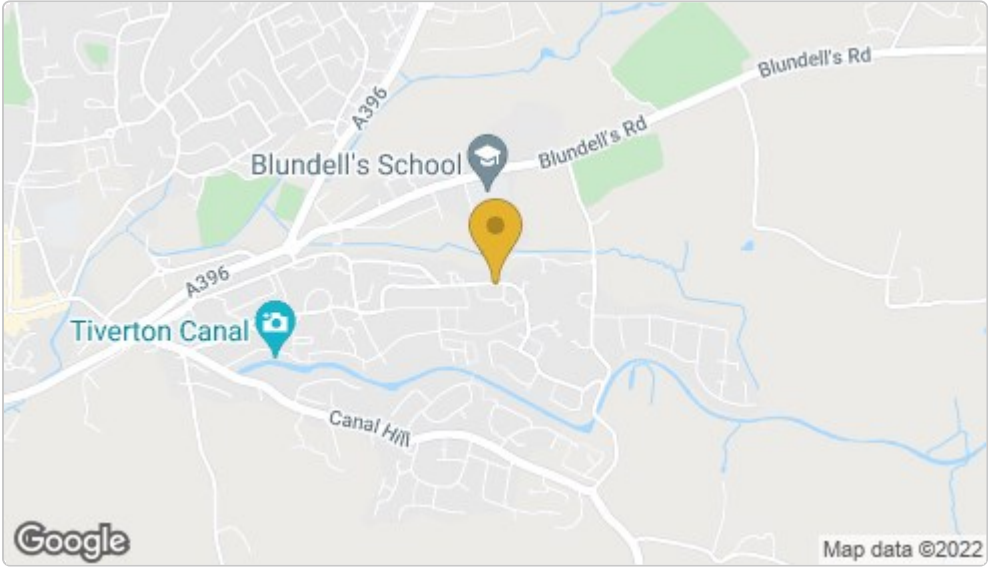 Blundell's Rd
A396
Blundell's Rd
Blundell's School
A396
Tiverton Canal
Canal Hill
Google
Map data ©2022